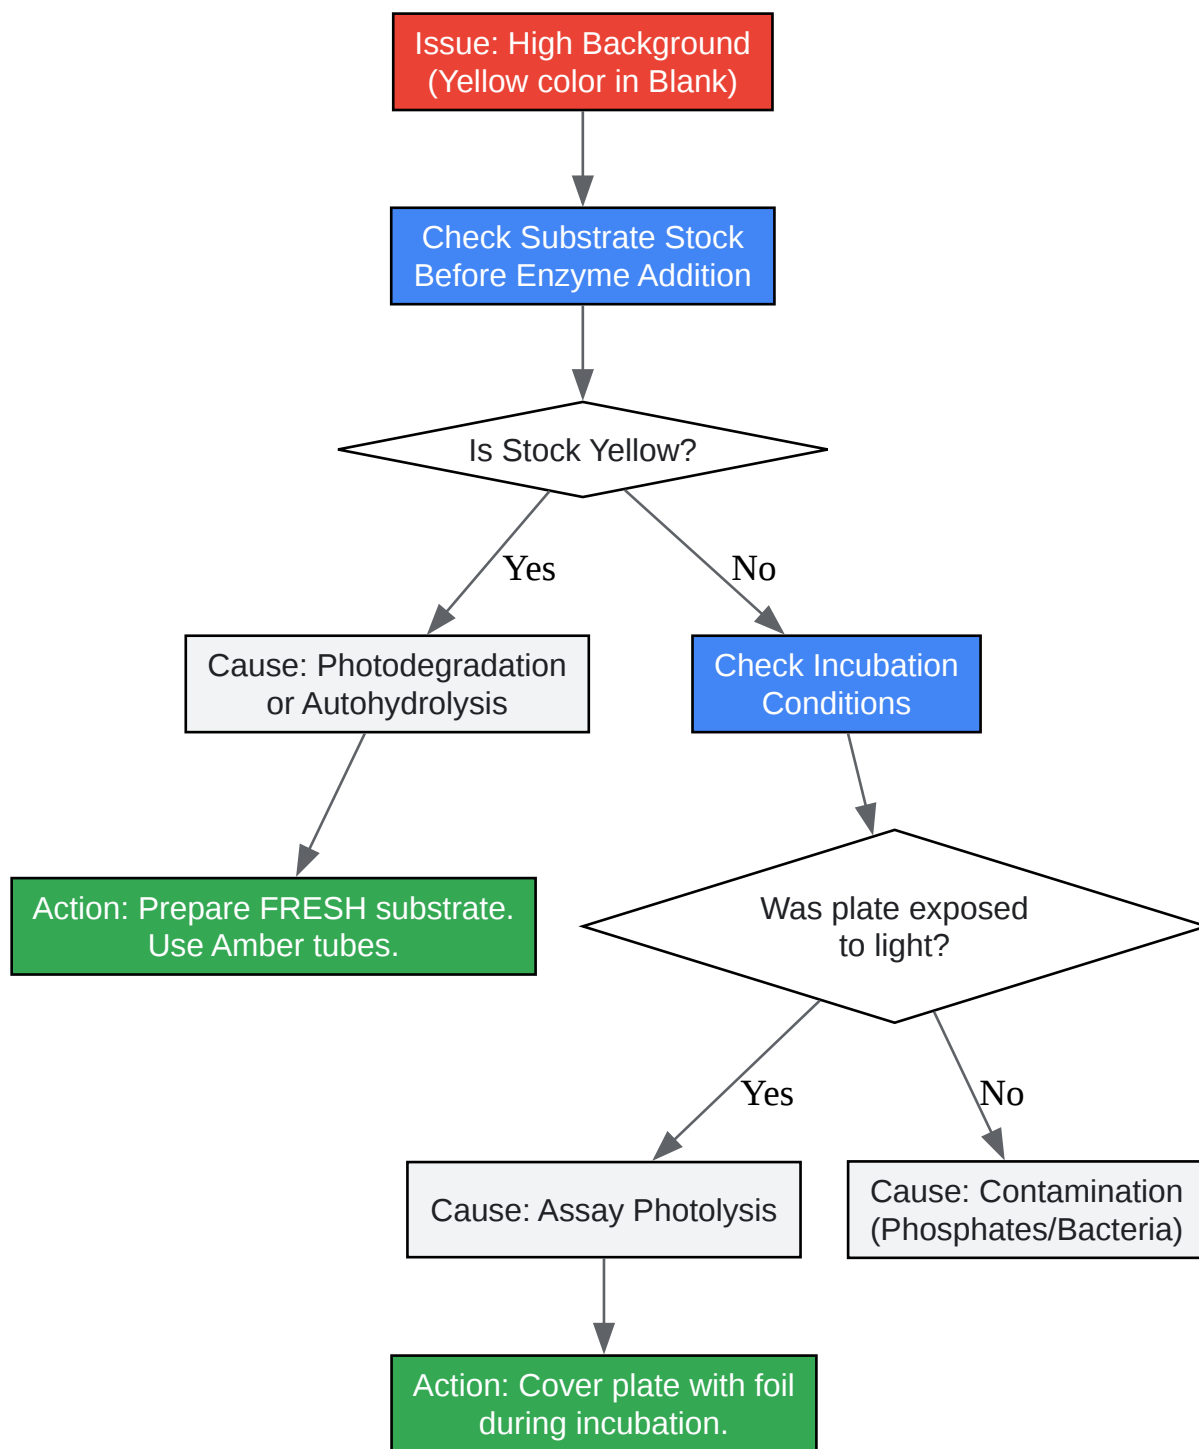 Issue: High Background
(Yellow color in Blank)
Check Substrate Stock
Before Enzyme Addition
Is Stock Yellow?
Yes
No
Cause: Photodegradation
or Autohydrolysis
Check Incubation
Conditions
Action: Prepare FRESH substrate.
Use Amber tubes.
Was plate exposed
to light?
Yes
No
Cause: Assay Photolysis
Cause: Contamination
(Phosphates/Bacteria)
Action: Cover plate with foil
during incubation.